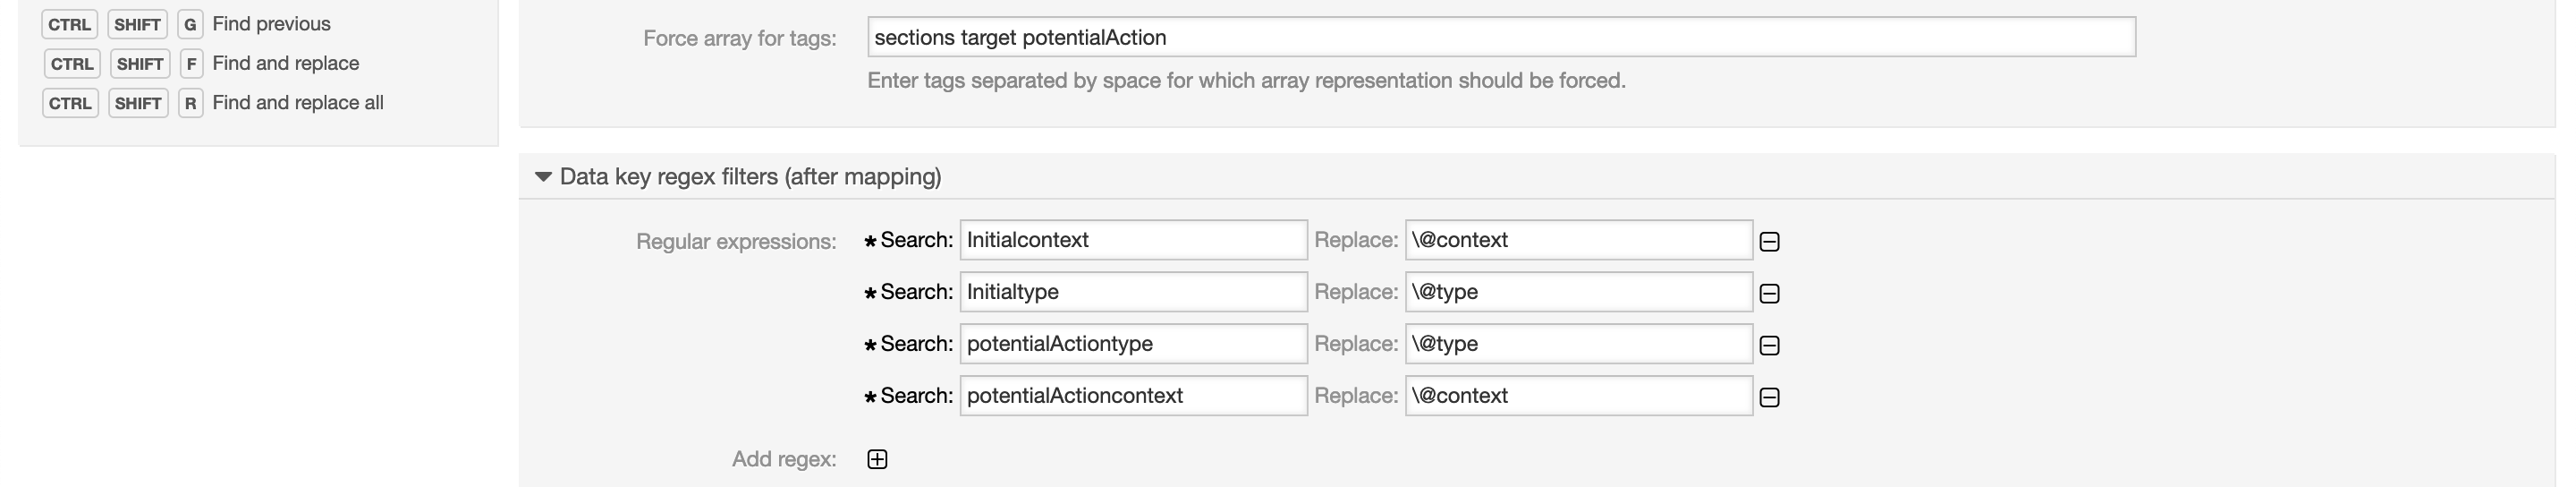 CTRL SHIFT G Find previous
CTRL SHIFT F Find and replace
CTRL SHIFT R Find and replace all
Force array for tags: sections target potentialAction
Enter tags separated by space for which array representation should be forced.
Data key regex filters (after mapping)
Regular expressions: * Search: Initialcontext Replace: \@context
* Search: Initialtype Replace: \@type
* Search: potentialActiontype Replace: \@type
* Search: potentialActioncontext Replace: \@context
Add regex: